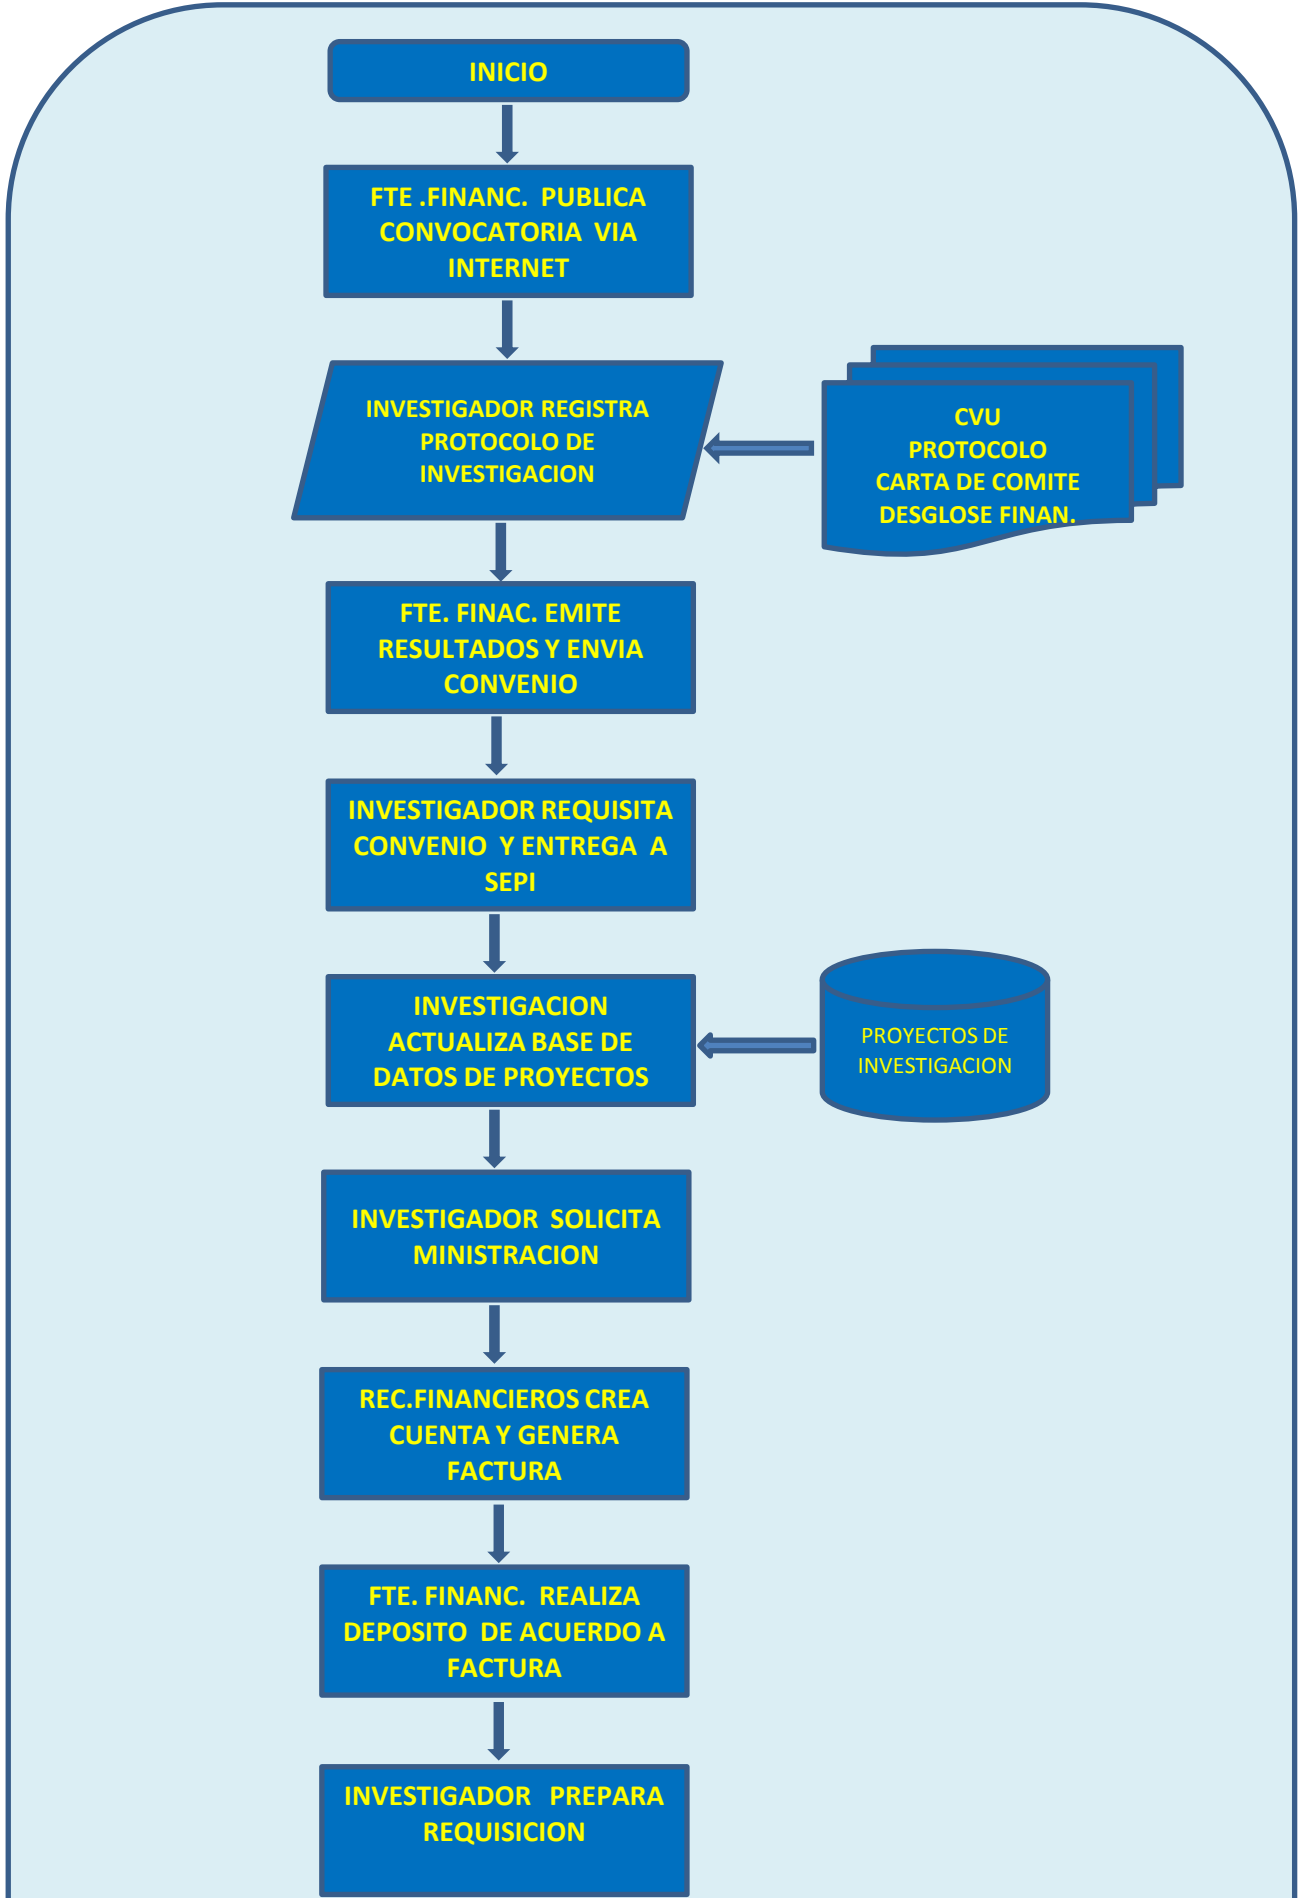 INICIO
FTE .FINANC. PUBLICA
CONVOCATORIA VIA
INTERNET
INVESTIGADOR REGISTRA
PROTOCOLO DE
INVESTIGACION
CVU
PROTOCOLO
CARTA DE COMITE
DESGLOSE FINAN.
FTE. FINAC. EMITE
RESULTADOS Y ENVIA
CONVENIO
INVESTIGADOR REQUISITA
CONVENIO Y ENTREGA A
SEPI
INVESTIGACION
ACTUALIZA BASE DE
DATOS DE PROYECTOS
PROYECTOS DE
INVESTIGACION
INVESTIGADOR SOLICITA
MINISTRACION
REC.FINANCIEROS CREA
CUENTA Y GENERA
FACTURA
FTE. FINANC. REALIZA
DEPOSITO DE ACUERDO A
FACTURA
INVESTIGADOR PREPARA
REQUISICION